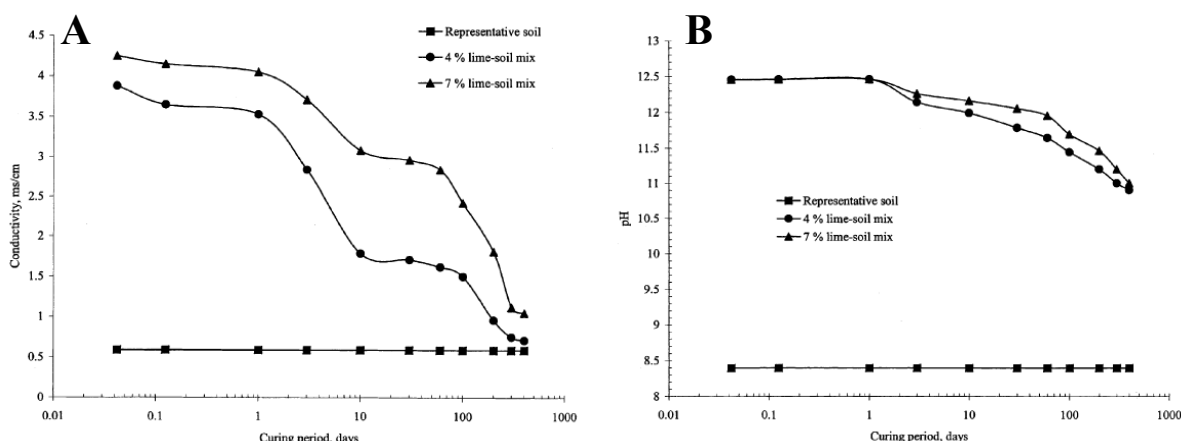 A
Representative soil
4 % lime-soil mix
7 % lime-soil mix
4.5
4
3.5
3
2.5
2
1.5
1
0.5
0
Conductivity, ms/cm
0.01 0.1 1 10 100 1000
Curing period, days
B
13
12.5
12
11.5
11
10.5
10
9.5
9
8.5
8
pH
Representative soil
4 % lime-soil mix
7 % lime-soil mix
0.01 0.1 1 10 100 1000
Curing period, days